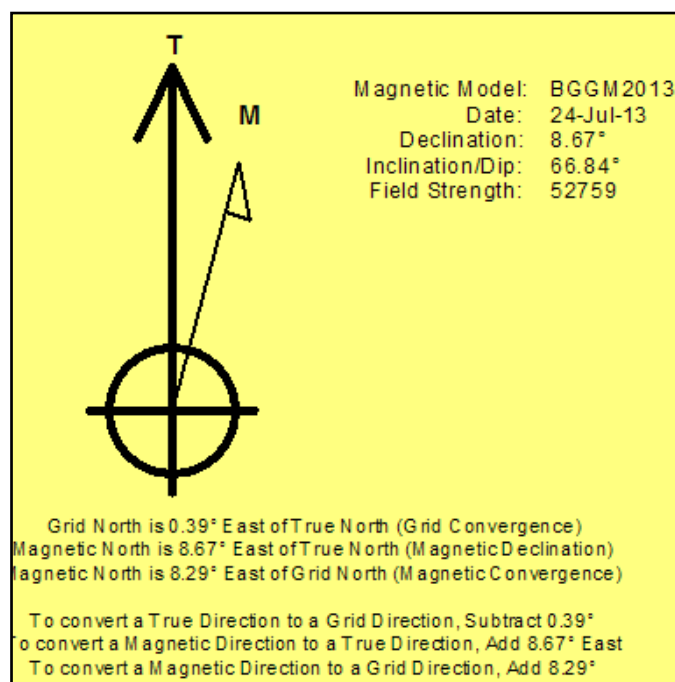 T
M
Magnetic Model: BGGM2013
Date: 24-Jul-13
Declination: 8.67°
Inclination/Dip: 66.84°
Field Strength: 52759
Grid North is 0.39° East of True North (Grid Convergence)
Magnetic North is 8.67° East of True North (Magnetic Declination)
Magnetic North is 8.29° East of Grid North (Magnetic Convergence)
To convert a True Direction to a Grid Direction, Subtract 0.39°
To convert a Magnetic Direction to a True Direction, Add 8.67° East
To convert a Magnetic Direction to a Grid Direction, Add 8.29°